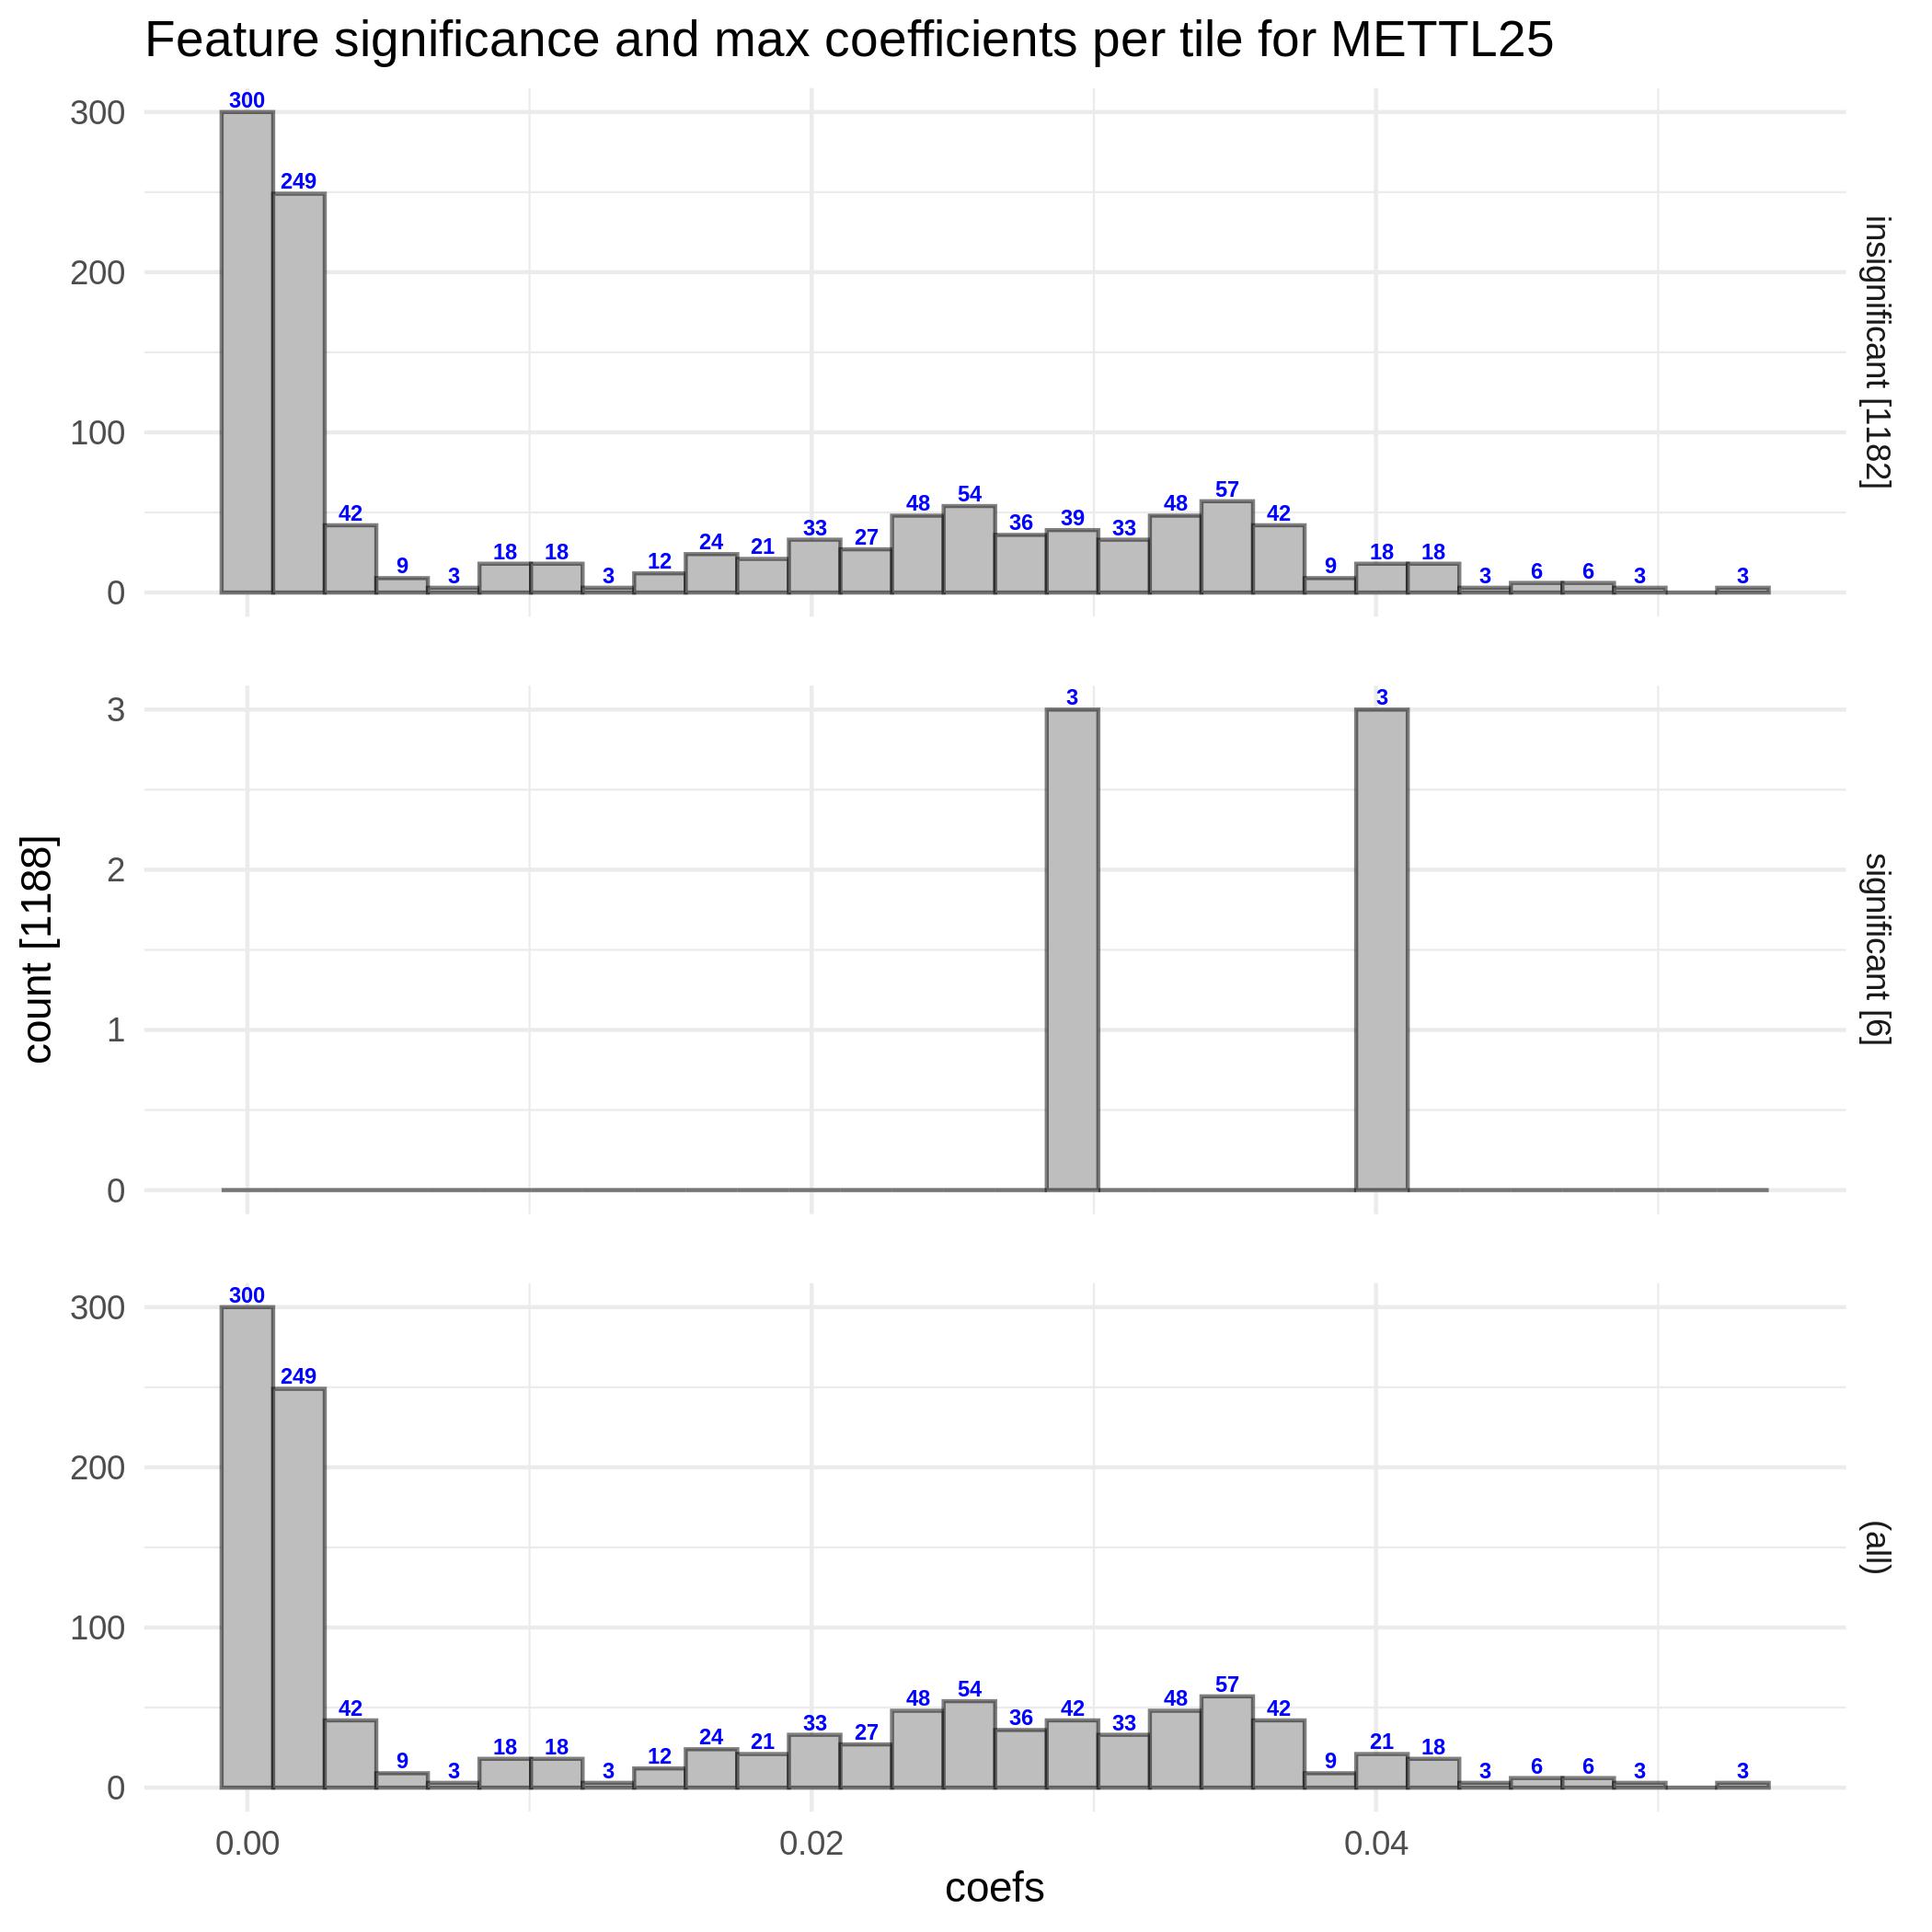 Feature significance and max coefficients per tile for METTL25
count [1188]
300
200
100
0
300 249 42 9 3 18 18 3 12 24 21 33 27 48 54 36 39 33 48 57 42 9 18 18 3 6 6 3 3
insignificant [1182]
3
2
1
0
3 3
significant [6]
300
200
100
0
300 249 42 9 3 18 18 3 12 24 21 33 27 48 54 36 42 33 48 57 42 9 21 18 3 6 6 3 3
(all)
0.00 0.02 0.04
coefs